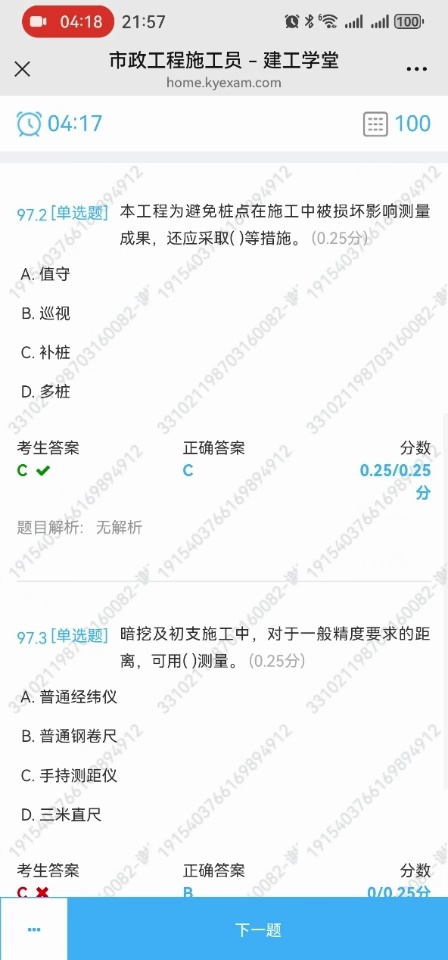 04:18 21:57 100
市政工程施工员 – 建工学堂
home.kyexam.com
04:17 100
97.2 [单选题] 本工程为避免桩点在施工中被损坏影响测量
成果，还应采取( )等措施。(0.25分)
A. 值守
B. 巡视
C. 补桩
D. 多桩
考生答案 正确答案 分数
C C 0.25/0.25
分
题目解析: 无解析
97.3 [单选题] 暗挖及初支施工中，对于一般精度要求的距
离，可用( )测量。(0.25分)
A. 普通经纬仪
B. 普通钢卷尺
C. 手持测距仪
D. 三米直尺
考生答案 正确答案 分数
C B 0/0.25分
下一题